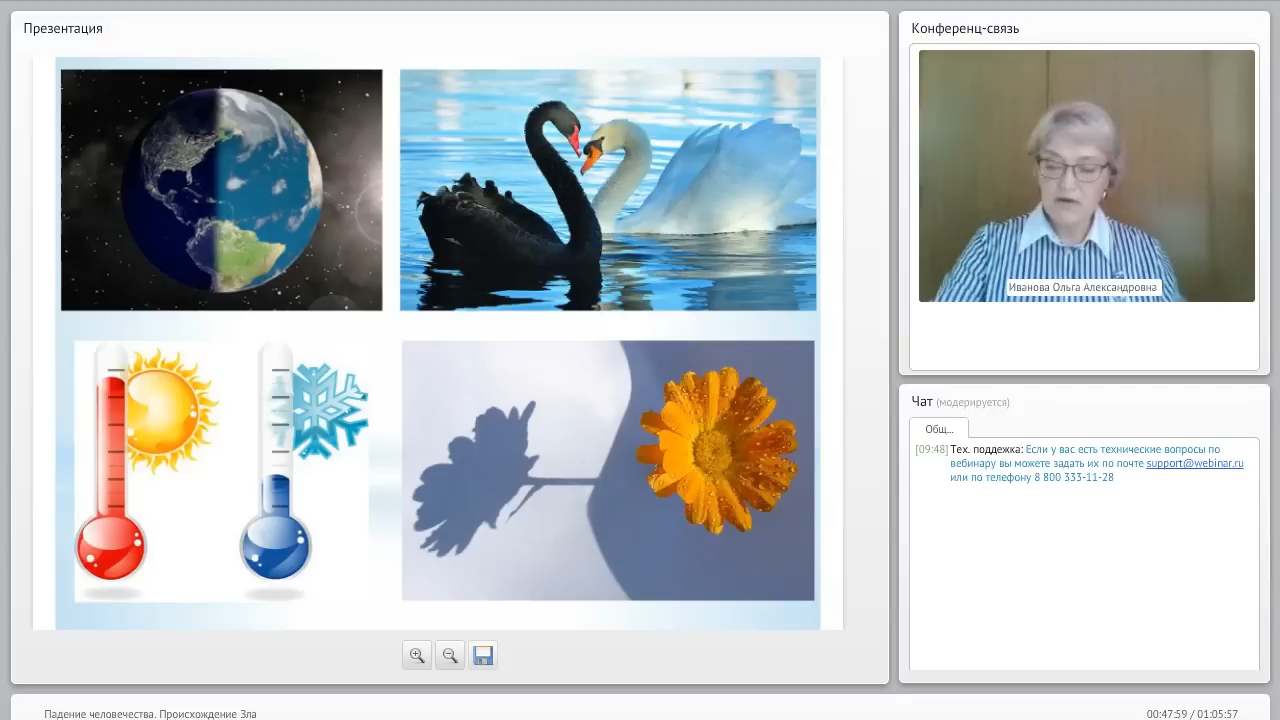 Презентация
Конференц-связь
Иванова Ольга Александровна
Чат (модерируется)
Общ...
[09:48] Тех. поддежка: Если у вас есть технические вопросы по
вебинару вы можете задать их по почте support@webinar.ru
или по телефону 8 800 333-11-28
Падение человечества. Происхождение Зла
00:47:59 / 01:05:57